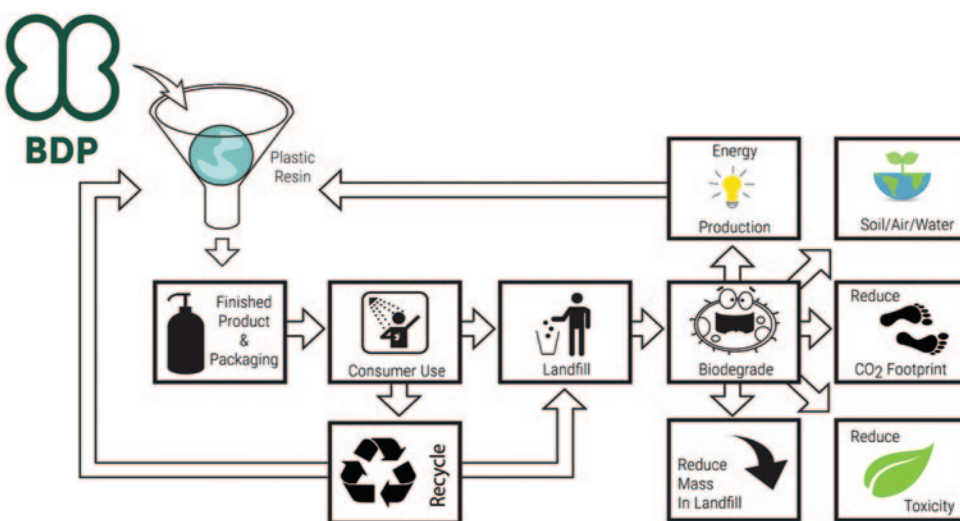 BDP
Plastic
Resin
Energy
Production
Soil/Air/Water
Finished
Product
&
Packaging
Consumer Use
Landfill
Biodegrade
Reduce
CO₂ Footprint
Recycle
Reduce
Mass
In Landfill
Reduce
Toxicity